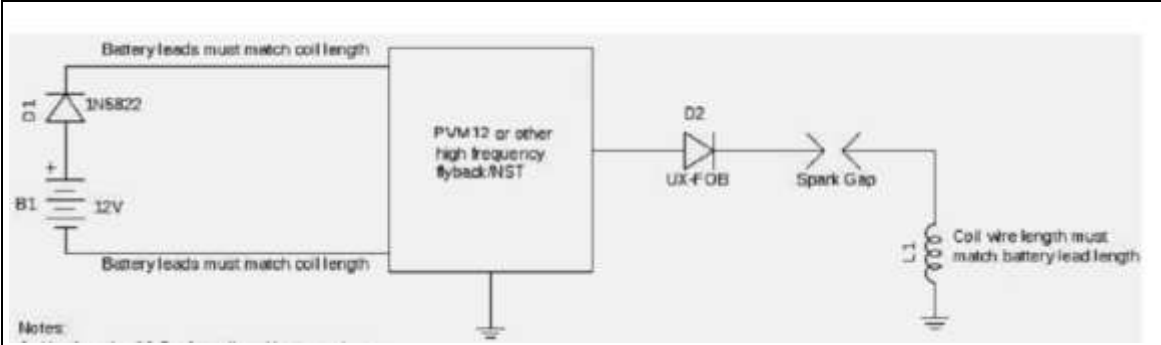 Battery leads must match coil length
D1
1N5822
PVM12 or other
high frequency
flyback/NST
D2
UX-FOB
Spark Gap
+
B1
12V
L1
Coil wire length must
match battery lead length
Battery leads must match coil length
Notes: